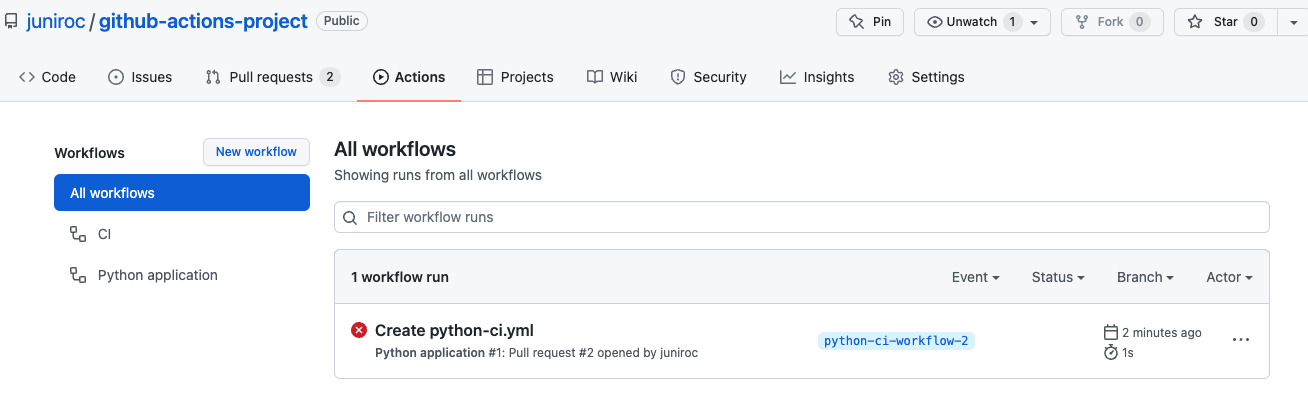 juniroc / github-actions-project Public Pin Unwatch 1 Fork 0 Star 0
Code Issues Pull requests 2 Actions Projects Wiki Security Insights Settings
Workflows New workflow
All workflows
CI
Python application
All workflows
Showing runs from all workflows
Filter workflow runs
1 workflow run Event Status Branch Actor
Create python-ci.yml
Python application #1: Pull request #2 opened by juniroc
python-ci-workflow-2
2 minutes ago
1s